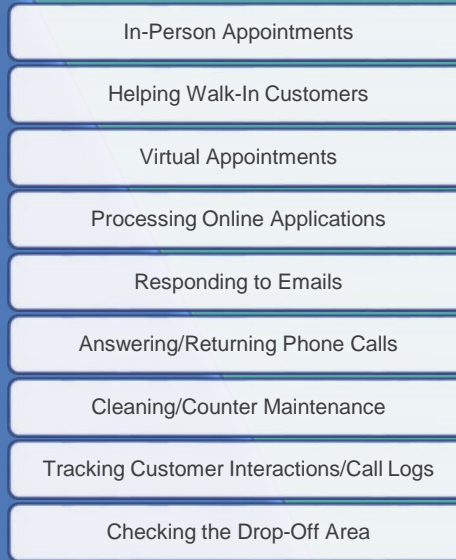 In-Person Appointments
Helping Walk-In Customers
Virtual Appointments
Processing Online Applications
Responding to Emails
Answering/Returning Phone Calls
Cleaning/Counter Maintenance
Tracking Customer Interactions/Call Logs
Checking the Drop-Off Area